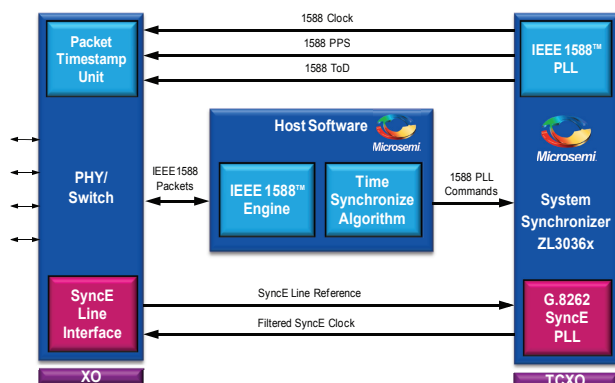 1588 Clock
1588 PPS
1588 ToD
Packet
Timestamp
Unit
IEEE 1588™
PLL
Host Software
Microsemi
Microsemi
PHY/
Switch
IEEE1588
Packets
IEEE 1588™
Engine
Time
Synchronize
Algorithm
1588 PLL
Commands
System
Synchronizer
ZL3036x
SyncE
Line
Interface
SyncE Line Reference
Filtered SyncE Clock
G.8262
SyncE
PLL
XO
TCXO